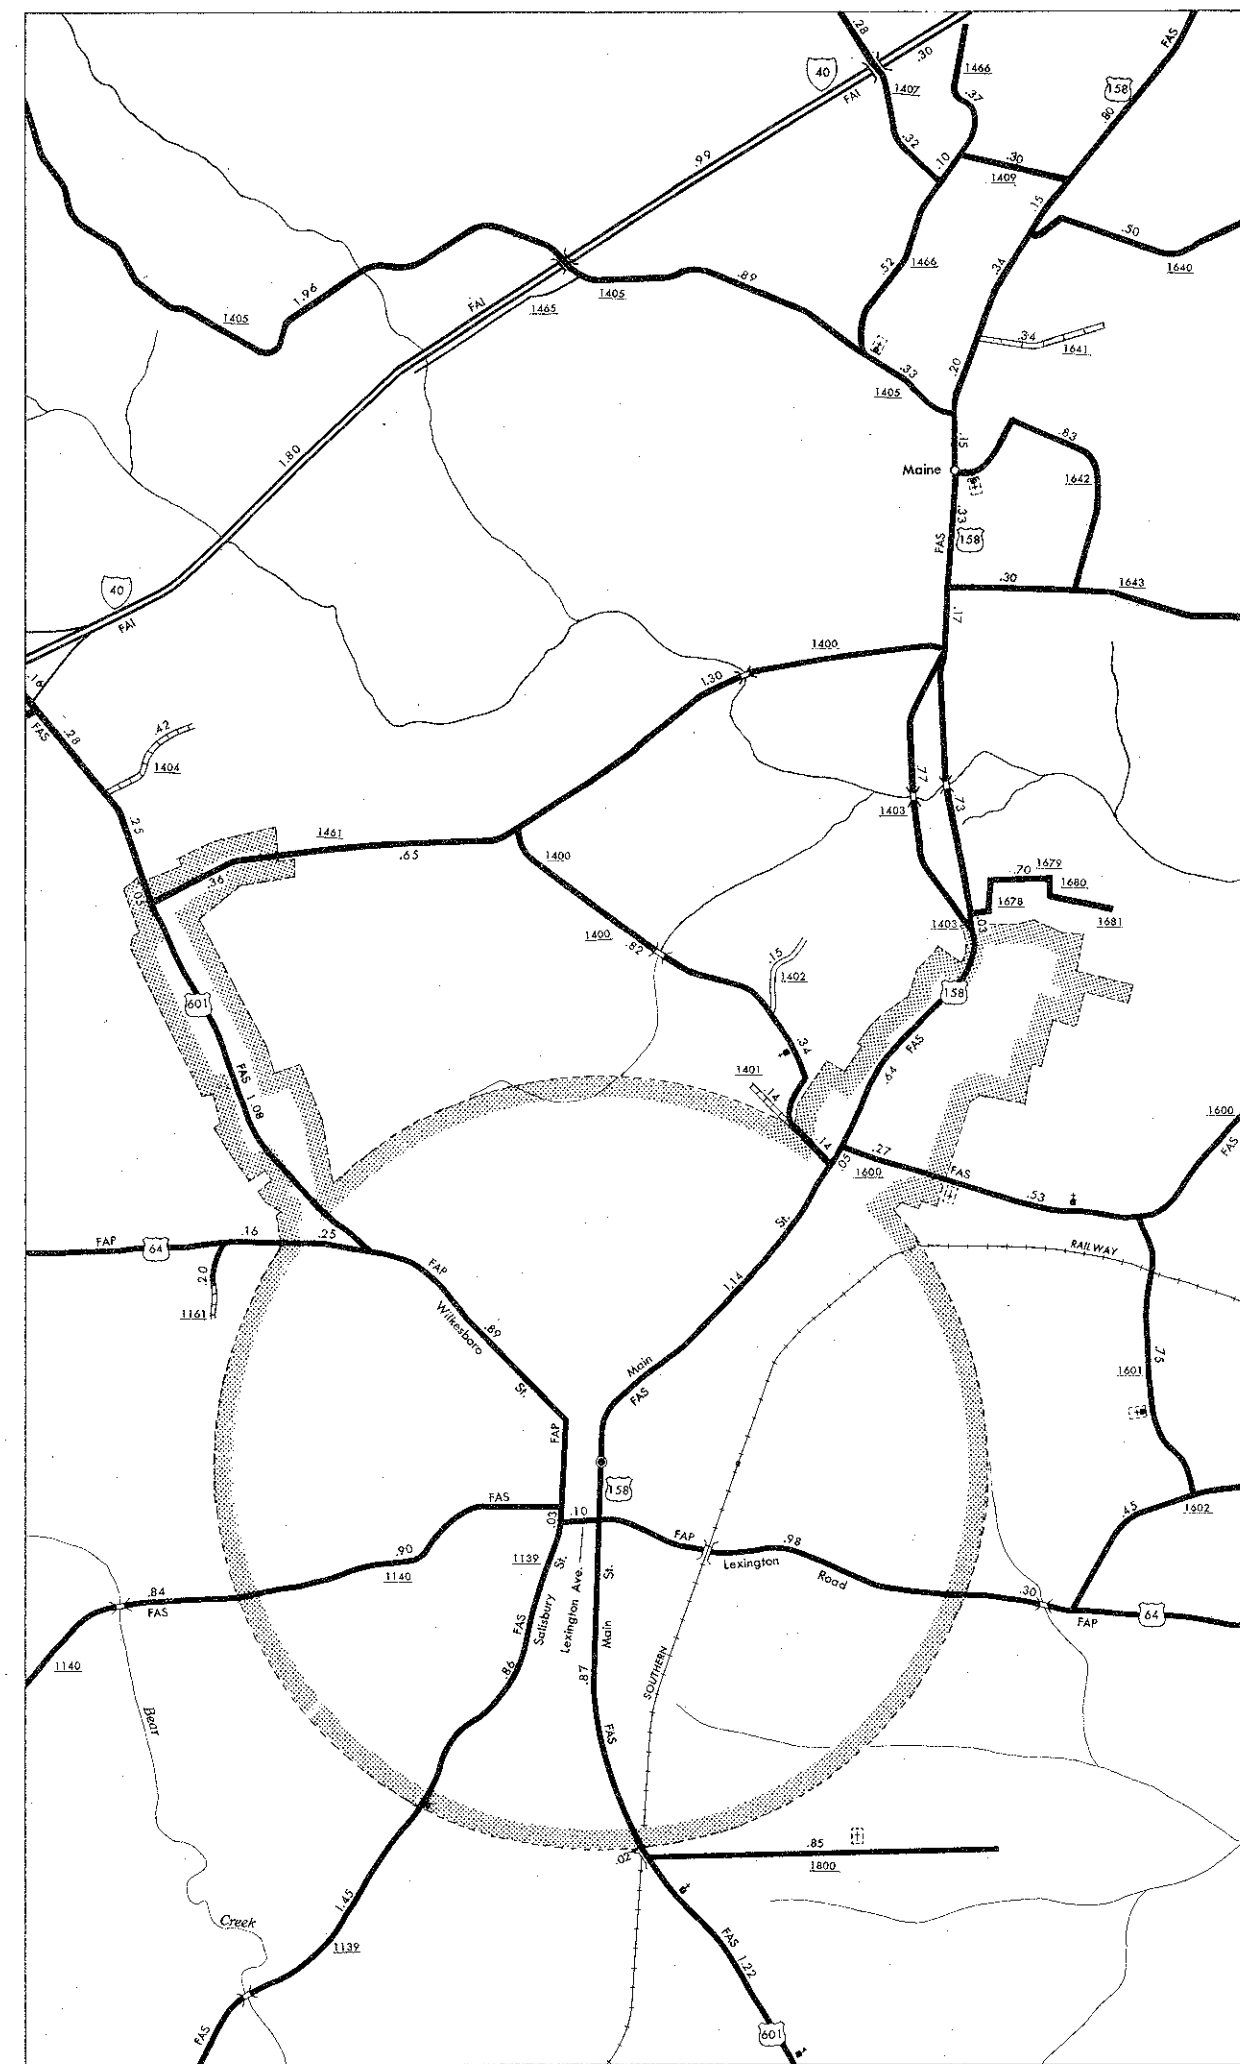 .28
40
.30
1466
FAS
FAI
1407
.37
158
.80
.99
.32
.10
.30
1409
.15
.50
1640
1.96
1405
FAI
1465
1405
.89
.52
1466
.34
.34
1641
.20
.33
1405
.15
.83
Maine
1642
.33
FAS
158
1.80
40
FAI
.30
1643
.17
1400
1.30
.16
FAS
.28
.42
1404
.77
1403
.73
.25
1461
.65
.36
.05
1400
.70
1679
1680
1678
1681
1403
.03
1400
.82
.15
1402
601
158
.34
FAS
.64
FAS
1.08
1401
.14
.14
.05
1600
.27
FAS
.53
1600
FAS
FAP
64
.16
.25
.20
1161
FAP
Wilkesboro
.89
St.
St.
1.14
RAILWAY
Main
FAS
1601
.75
FAP
158
FAS
.03
.10
.45
1602
FAP
.98
Lexington
Road
.90
1140
1139
St.
.84
FAS
.30
FAP
64
1140
FAS
Salisbury
Lexington Ave.
Main
St.
.86
.87
SOUTHERN
Bear
FAS
.02
.85
1800
1.45
Creek
1139
FAS
1.22
FAS
601